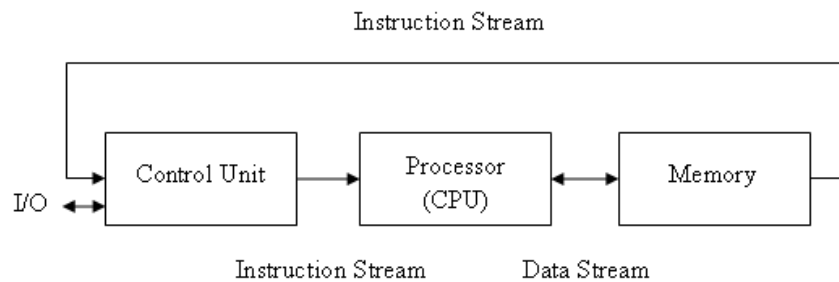 Instruction Stream
Control Unit
Processor
(CPU)
Memory
I/O
Instruction Stream
Data Stream